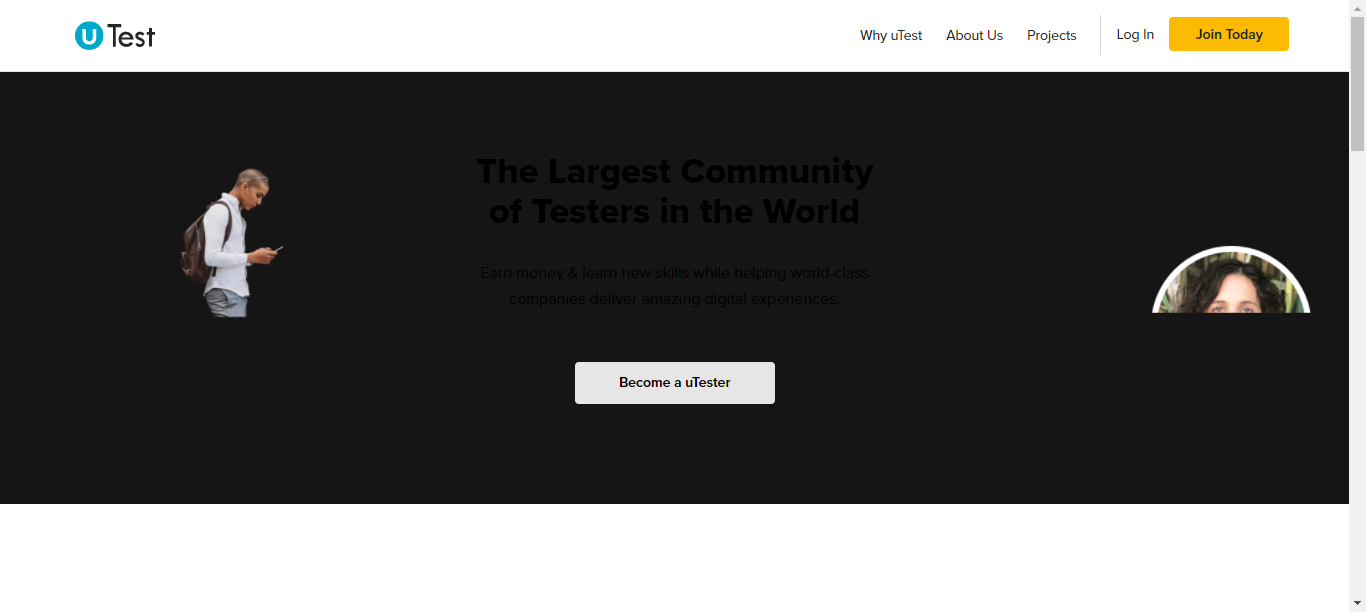 uTest
Why uTest
About Us
Projects
Log In
Join Today
The Largest Community
of Testers in the World
Earn money & learn new skills while helping world-class
companies deliver amazing digital experiences.
Become a uTester